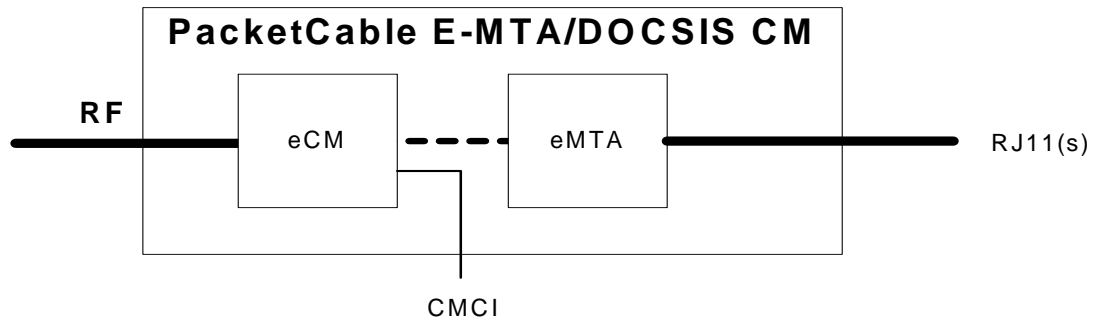 PacketCable E-MTA/DOCSIS CM
RF
eCM
eMTA
RJ11(s)
CMCI